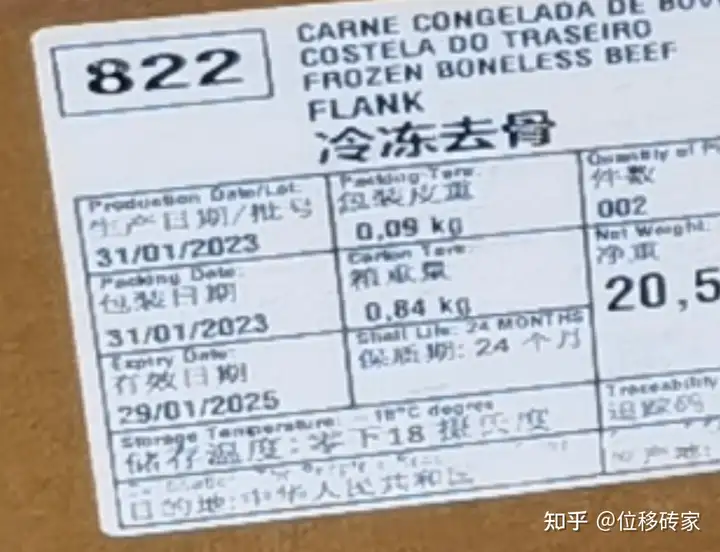 822
CARNE CONGELADA DE BOV
COSTELA DO TRASEIRO
FROZEN BONELESS BEEF
FLANK
冷冻去骨
Production Date/Lot:
生产日期/批号
31/01/2023
Packing Tare:
包装皮重
0,09 kg
Quantity of P
件数
002
Packing Date:
包装日期
31/01/2023
Carton Tare:
箱重量
0,84 kg
Net Weight:
净重
20,5
Expiry Date:
有效日期
29/01/2025
Shelf Life: 24 MONTHS
保质期: 24 个月
Storage Temperature: -18°C degree
储存温度: 零下18 摄氏度
Traceability
追踪码
目的地: 中华人民共和国
产地:
知乎 @位移砖家